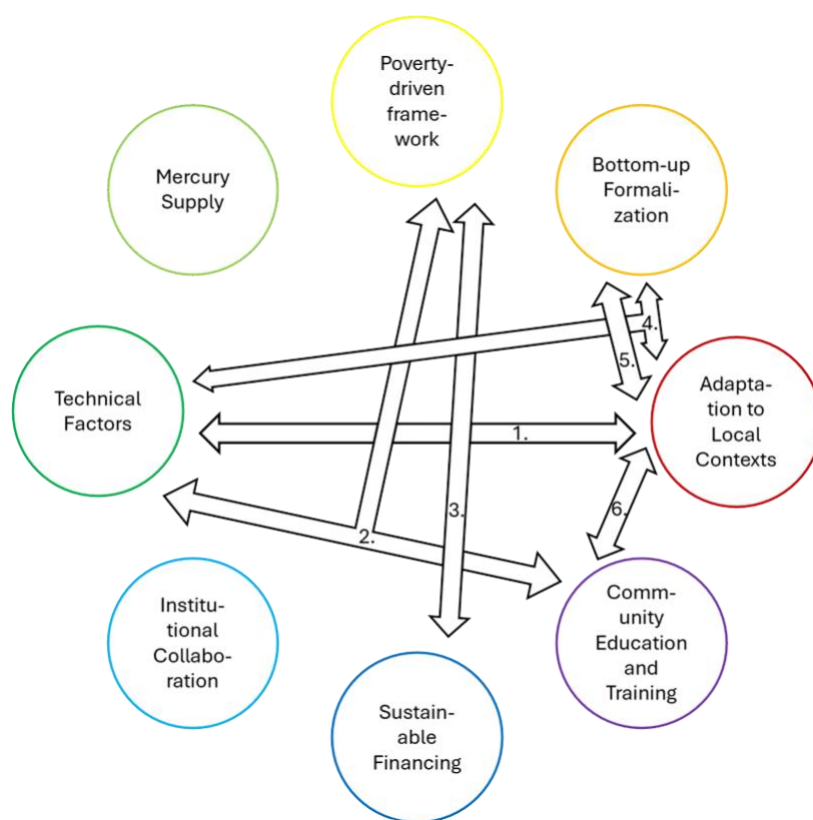 Poverty-
driven
frame-
work
Mercury
Supply
Bottom-up
Formali-
zation
4.
5.
Technical
Factors
Adapta-
tion to
Local
Contexts
1.
3.
6.
2.
Institu-
tional
Collabo-
ration
Comm-
unity
Education
and
Training
Sustain-
able
Financing